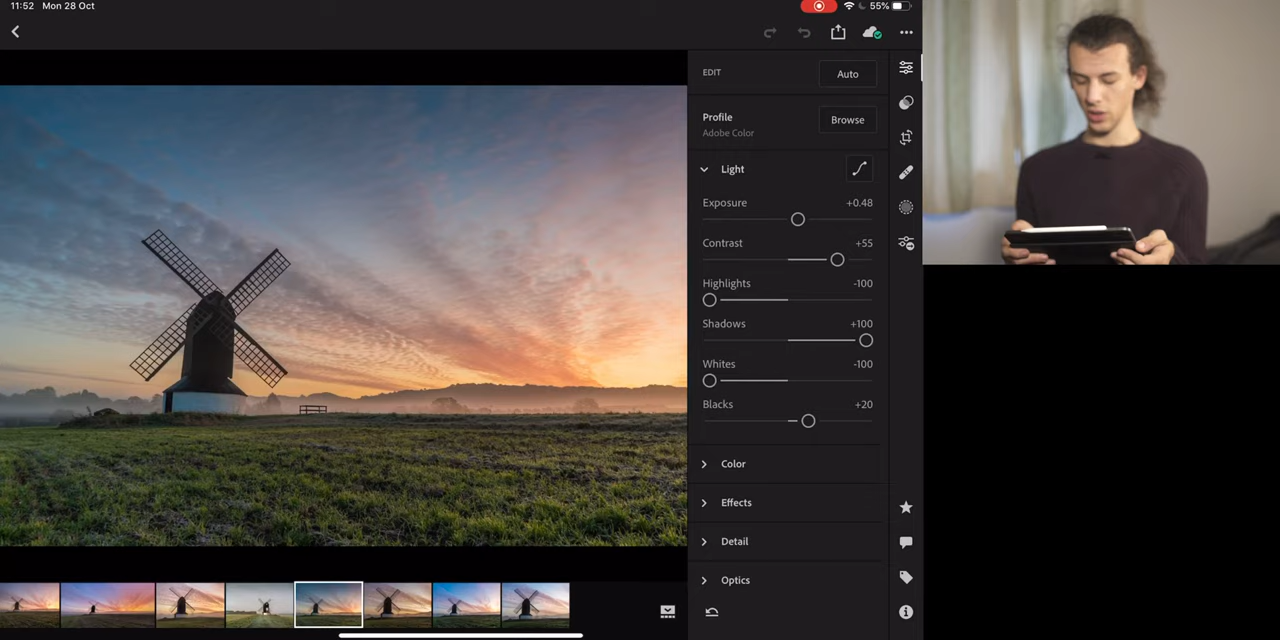 11:52 Mon 28 Oct
55%
EDIT
Auto
Profile
Adobe Color
Browse
Light
Exposure +0.48
Contrast +55
Highlights -100
Shadows +100
Whites -100
Blacks +20
Color
Effects
Detail
Optics